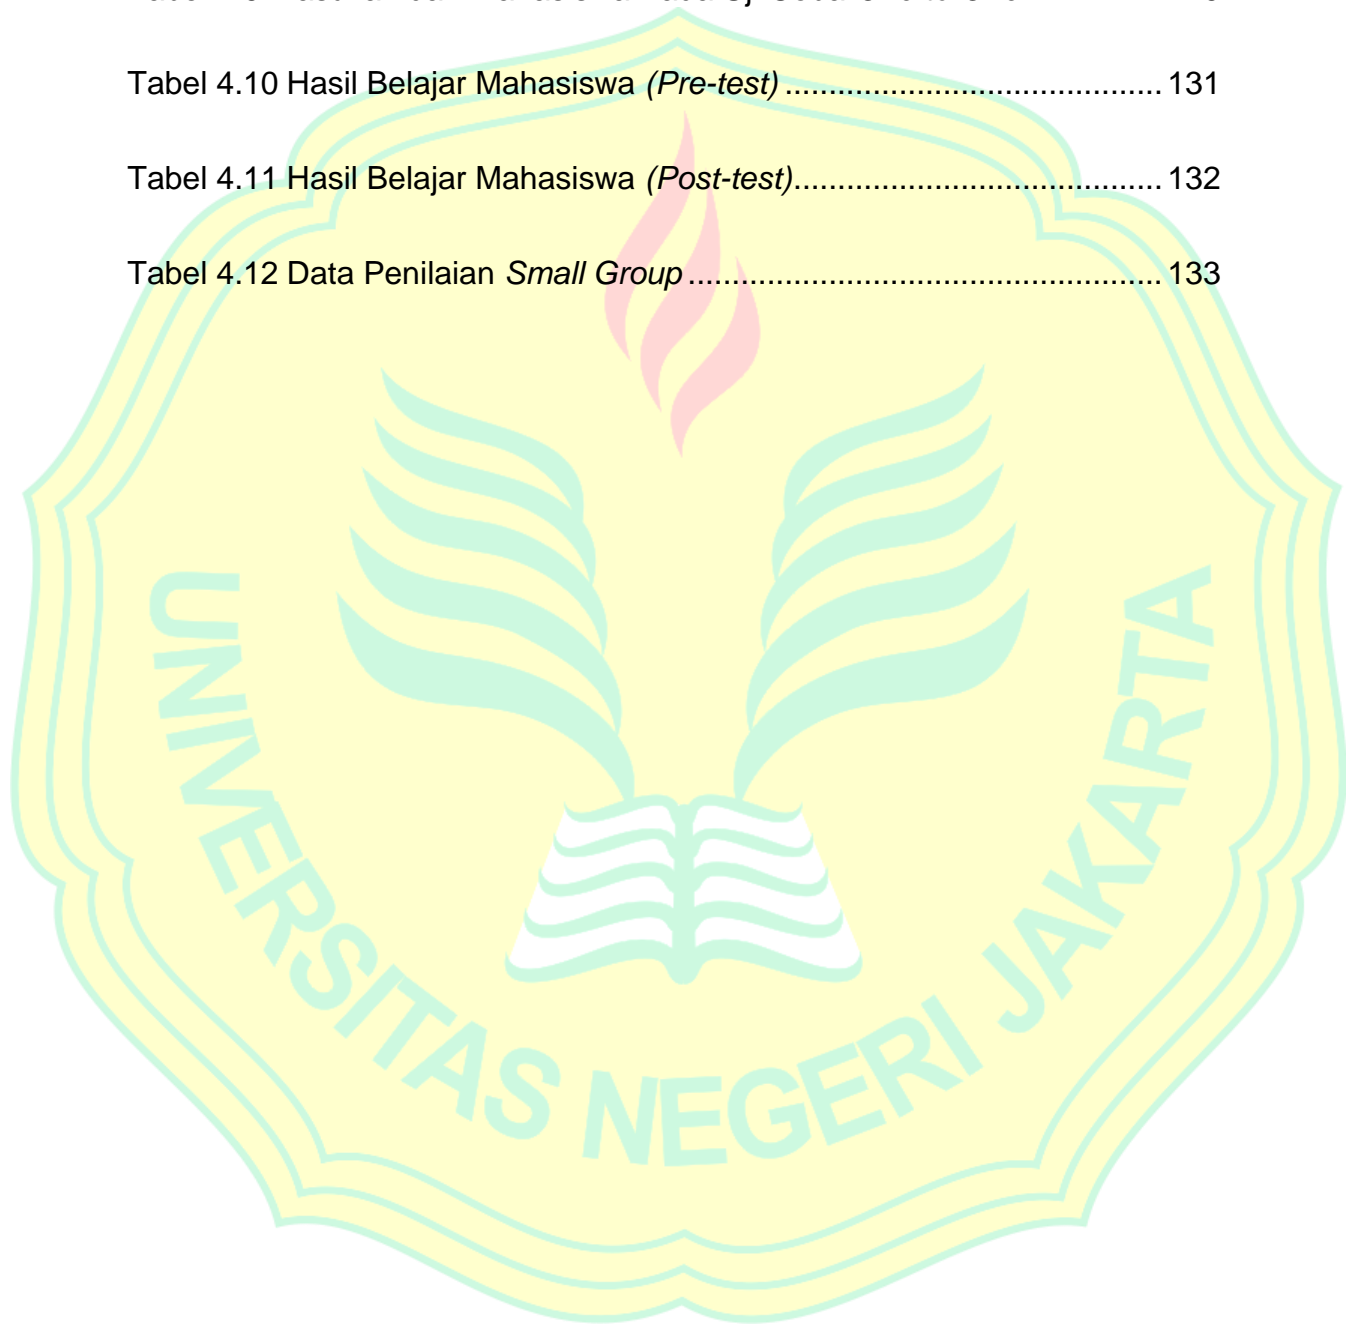 Tabel 4.10 Hasil Belajar Mahasiswa (Pre-test) ........................................ 131
Tabel 4.11 Hasil Belajar Mahasiswa (Post-test)........................................ 132
Tabel 4.12 Data Penilaian Small Group .................................................... 133
UNIVERSITAS NEGERI JAKARTA